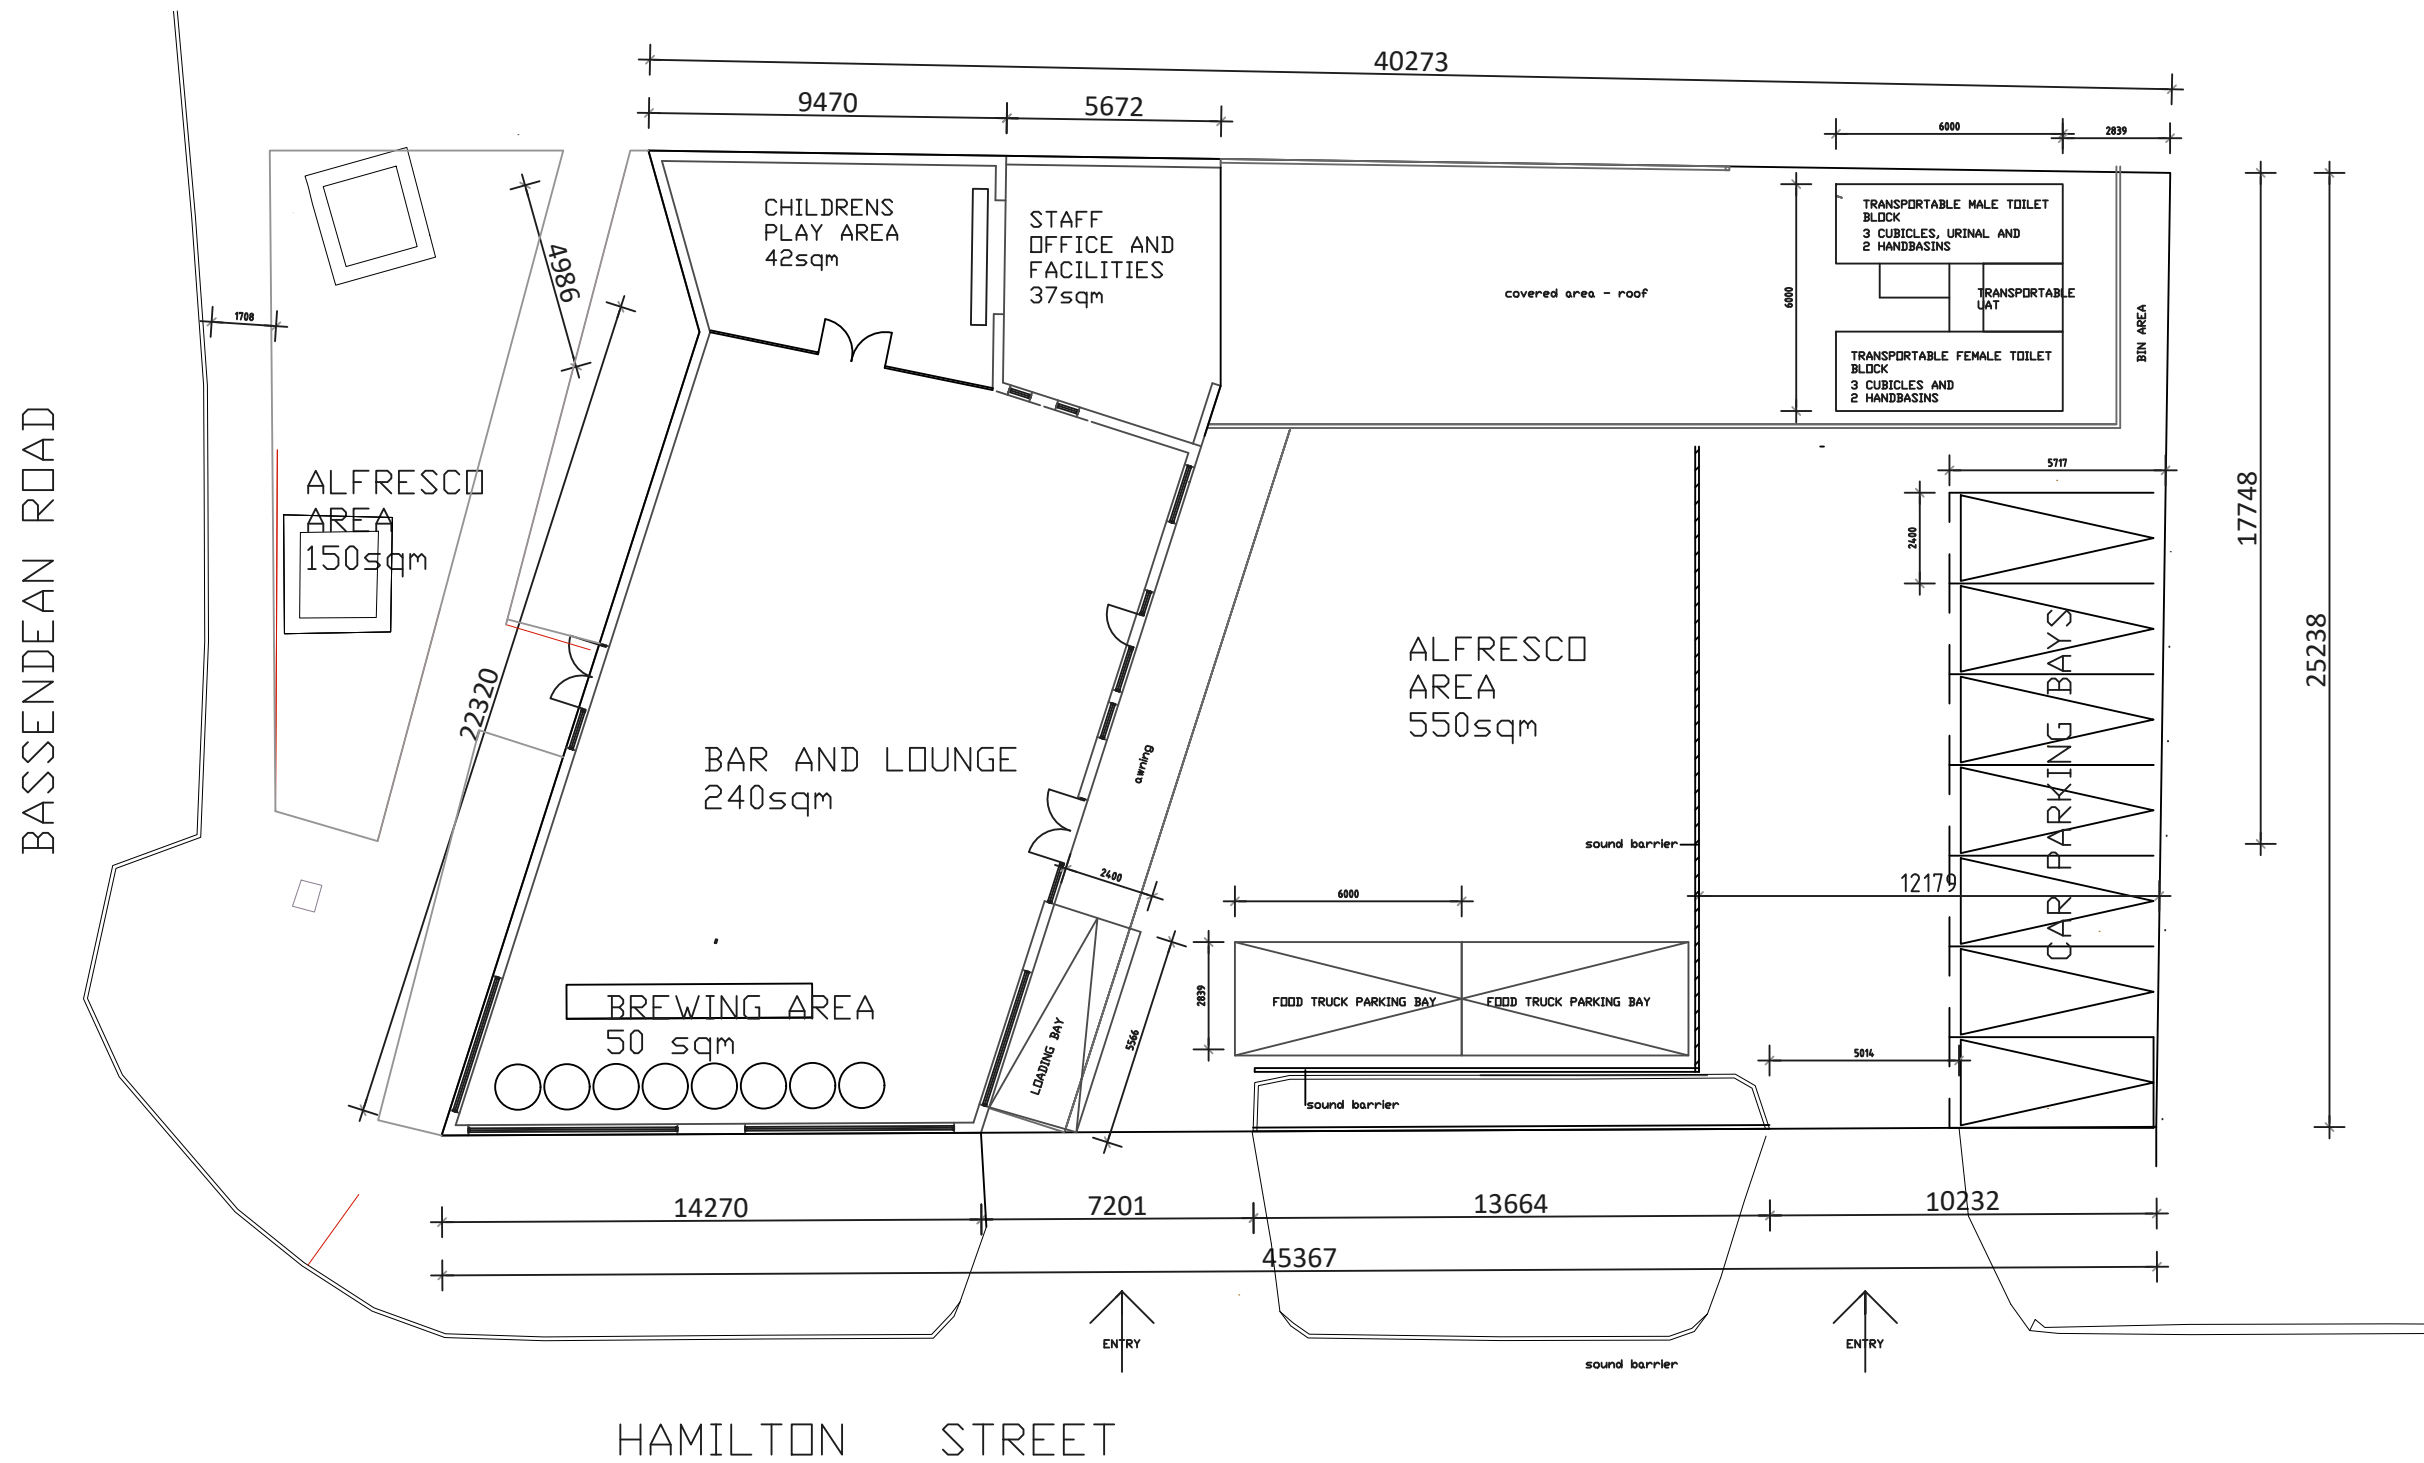 40273
9470
5672
6000
2839
4986
1708
CHILDRENS
PLAY AREA
42sqm
STAFF
OFFICE AND
FACILITIES
37sqm
covered area - roof
6000
TRANSPORTABLE MALE TOILET
BLOCK
3 CUBICLES, URINAL AND
2 HANDBASINS
TRANSPORTABLE
UAT
TRANSPORTABLE FEMALE TOILET
BLOCK
3 CUBICLES AND
2 HANDBASINS
BIN AREA
BASSENDEAN ROAD
ALFRESCO
AREA
150sqm
22320
5717
2400
17748
25238
BAR AND LOUNGE
240sqm
awning
ALFRESCO
AREA
550sqm
CAR PARKING BAYS
sound barrier
2400
6000
12179
BREWING AREA
50 sqm
LOADING BAY
5566
2839
FOOD TRUCK PARKING BAY
FOOD TRUCK PARKING BAY
5014
sound barrier
14270
7201
13664
10232
45367
ENTRY
ENTRY
sound barrier
HAMILTON STREET